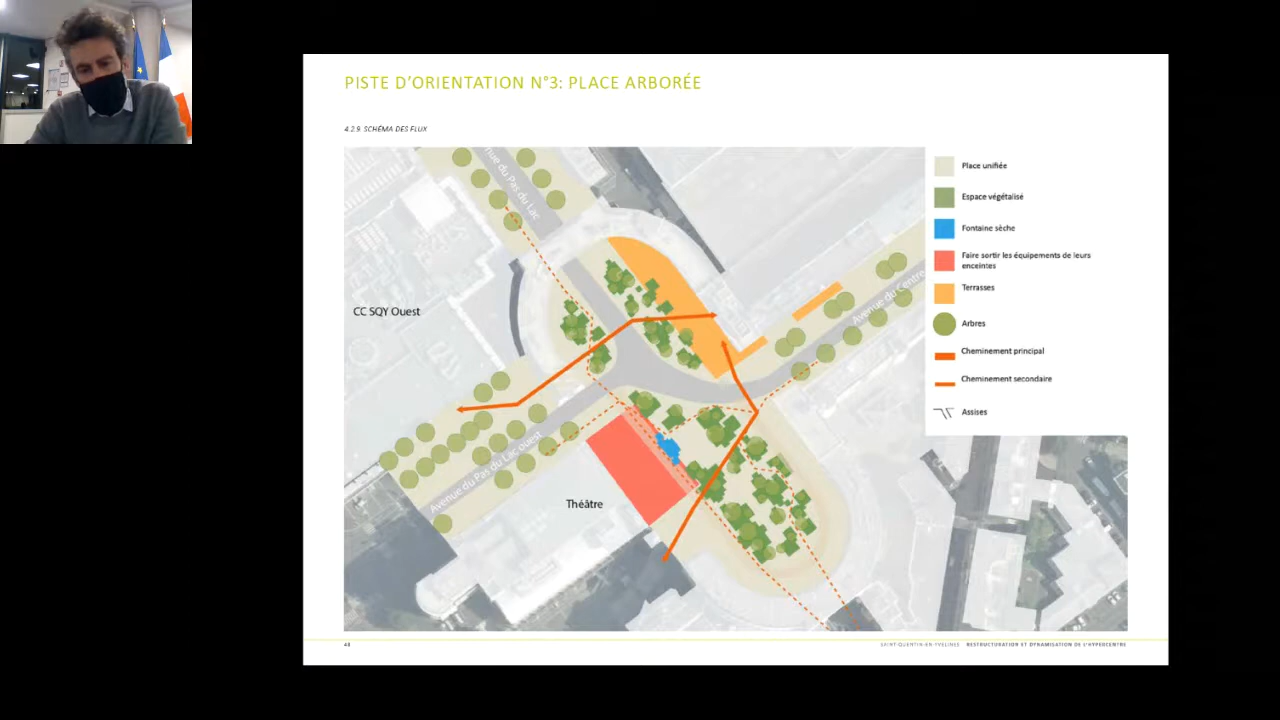 PISTE D'ORIENTATION N°3: PLACE ARBORÉE
4.2.9. SCHÉMA DES FLUX
nue du Pas du Lac
CC SQY Ouest
Avenue du Centre
Avenue du Pas du Lac Ouest
Théâtre
Place unifiée
Espace végétalisé
Fontaine sèche
Faire sortir les équipements de leurs
enceintes
Terrasses
Arbres
Cheminement principal
Cheminement secondaire
Assises
48
SAINT-QUENTIN-EN-YVELINES RESTRUCTURATION ET DYNAMISATION DE L'HYPERCENTRE